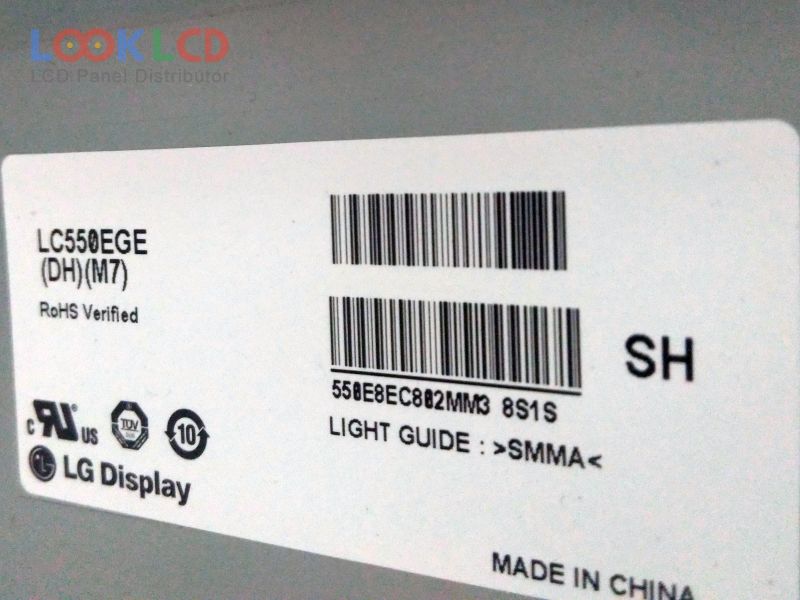 LOOKLCD
LCD Panel Distributor
LC550EGE
(DH)(M7)
RoHS Verified
SH
550E8EC802MM3 8S1S
LIGHT GUIDE : >SMMA<
c RU US
TÜV
10
LG Display
MADE IN CHINA